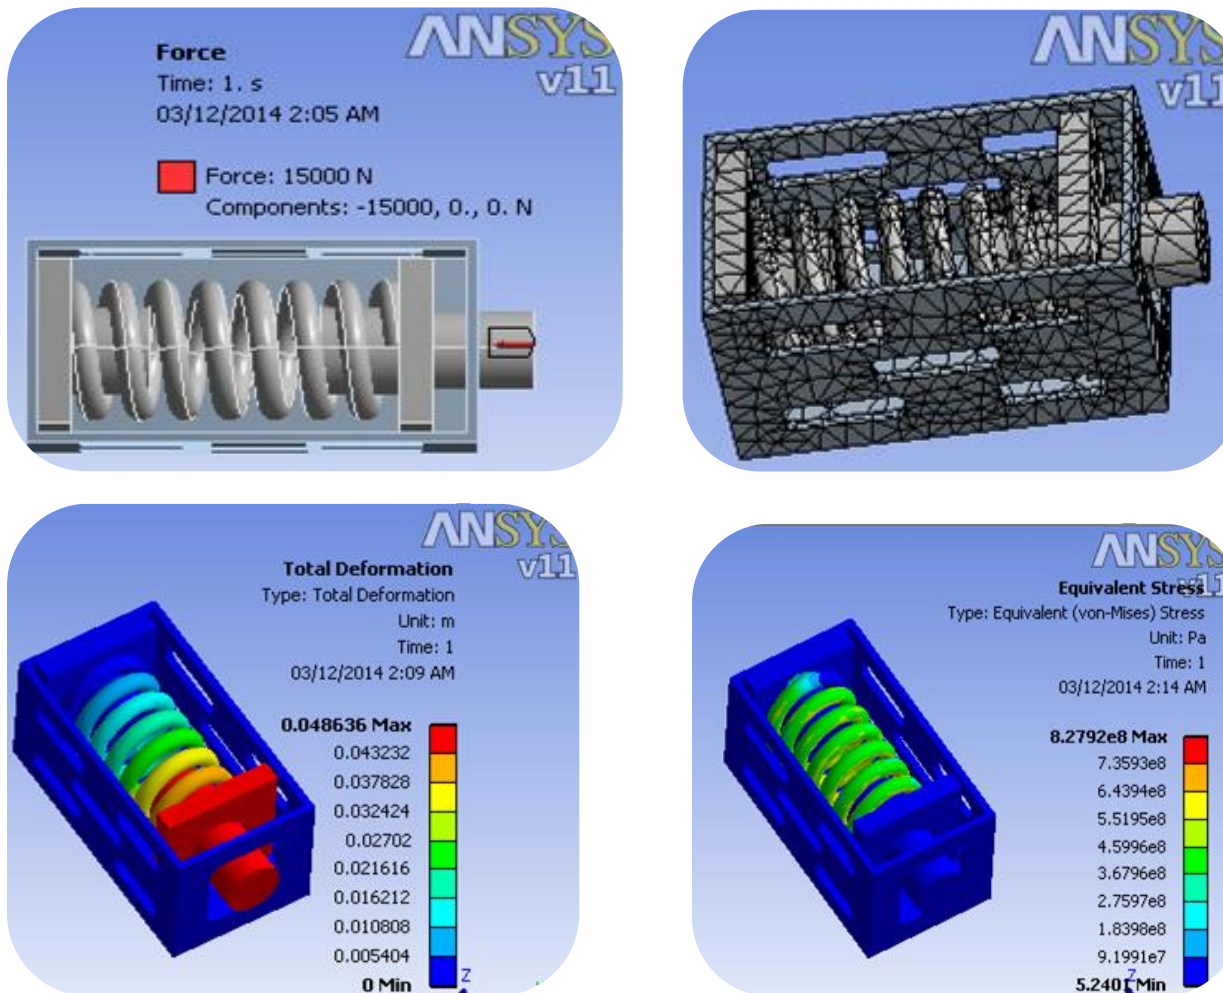 ANSYS
v11
Force
Time: 1. s
03/12/2014 2:05 AM
Force: 15000 N
Components: -15000, 0., 0. N
ANSYS
v11
ANSYS
v11
Total Deformation
Type: Total Deformation
Unit: m
Time: 1
03/12/2014 2:09 AM
0.048636 Max
0.043232
0.037828
0.032424
0.02702
0.021616
0.016212
0.010808
0.005404
0 Min
Z
ANSYS
v11
Equivalent Stress
Type: Equivalent (von-Mises) Stress
Unit: Pa
Time: 1
03/12/2014 2:14 AM
8.2792e8 Max
7.3593e8
6.4394e8
5.5195e8
4.5996e8
3.6796e8
2.7597e8
1.8398e8
9.1991e7
5.2401 Min
Z